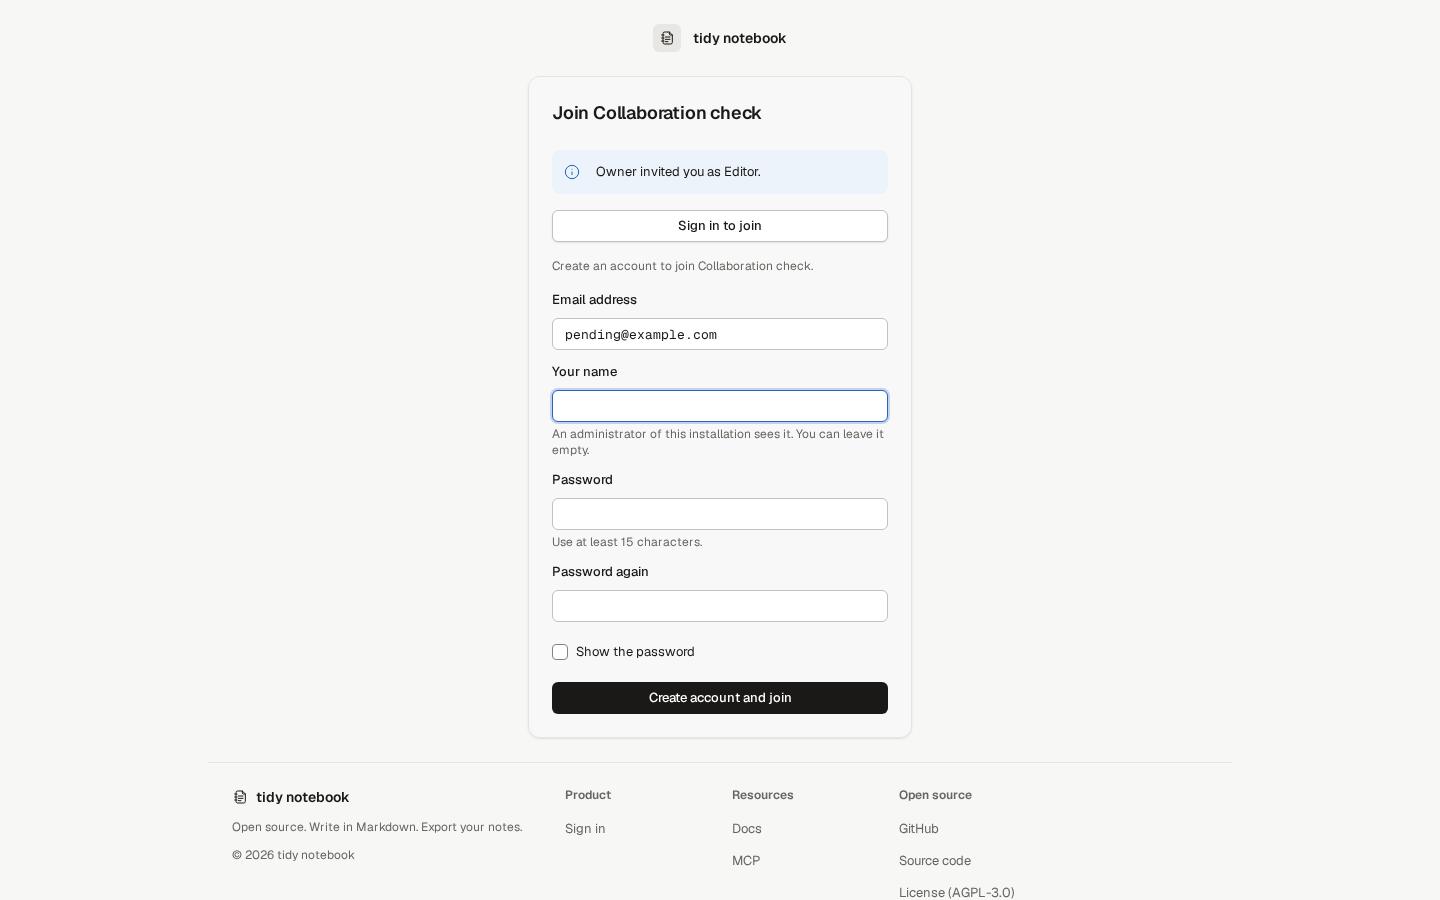 tidy notebook
Join Collaboration check
Owner invited you as Editor.
Sign in to join
Create an account to join Collaboration check.
Email address
pending@example.com
Your name
An administrator of this installation sees it. You can leave it
empty.
Password
Use at least 15 characters.
Password again
Show the password
Create account and join
tidy notebook
Open source. Write in Markdown. Export your notes.
© 2026 tidy notebook
Product
Sign in
Resources
Docs
MCP
Open source
GitHub
Source code
License (AGPL-3.0)